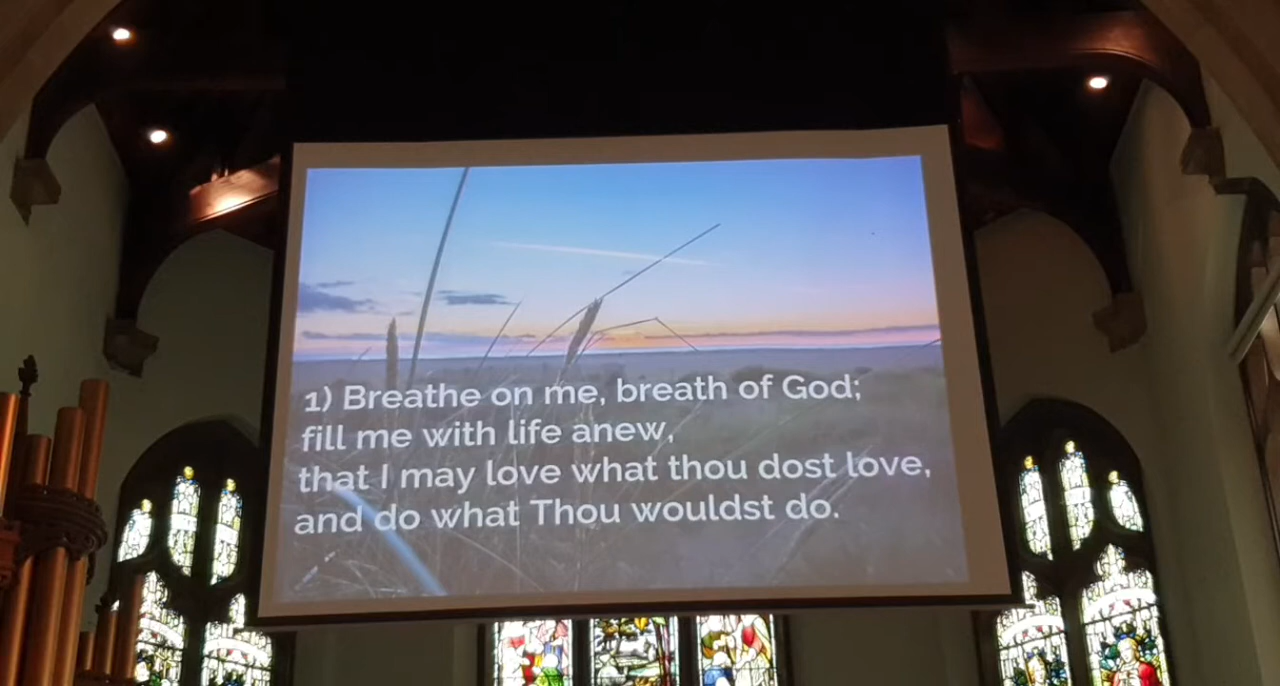 1) Breathe on me, breath of God;
fill me with life anew,
that I may love what thou dost love,
and do what Thou wouldst do.